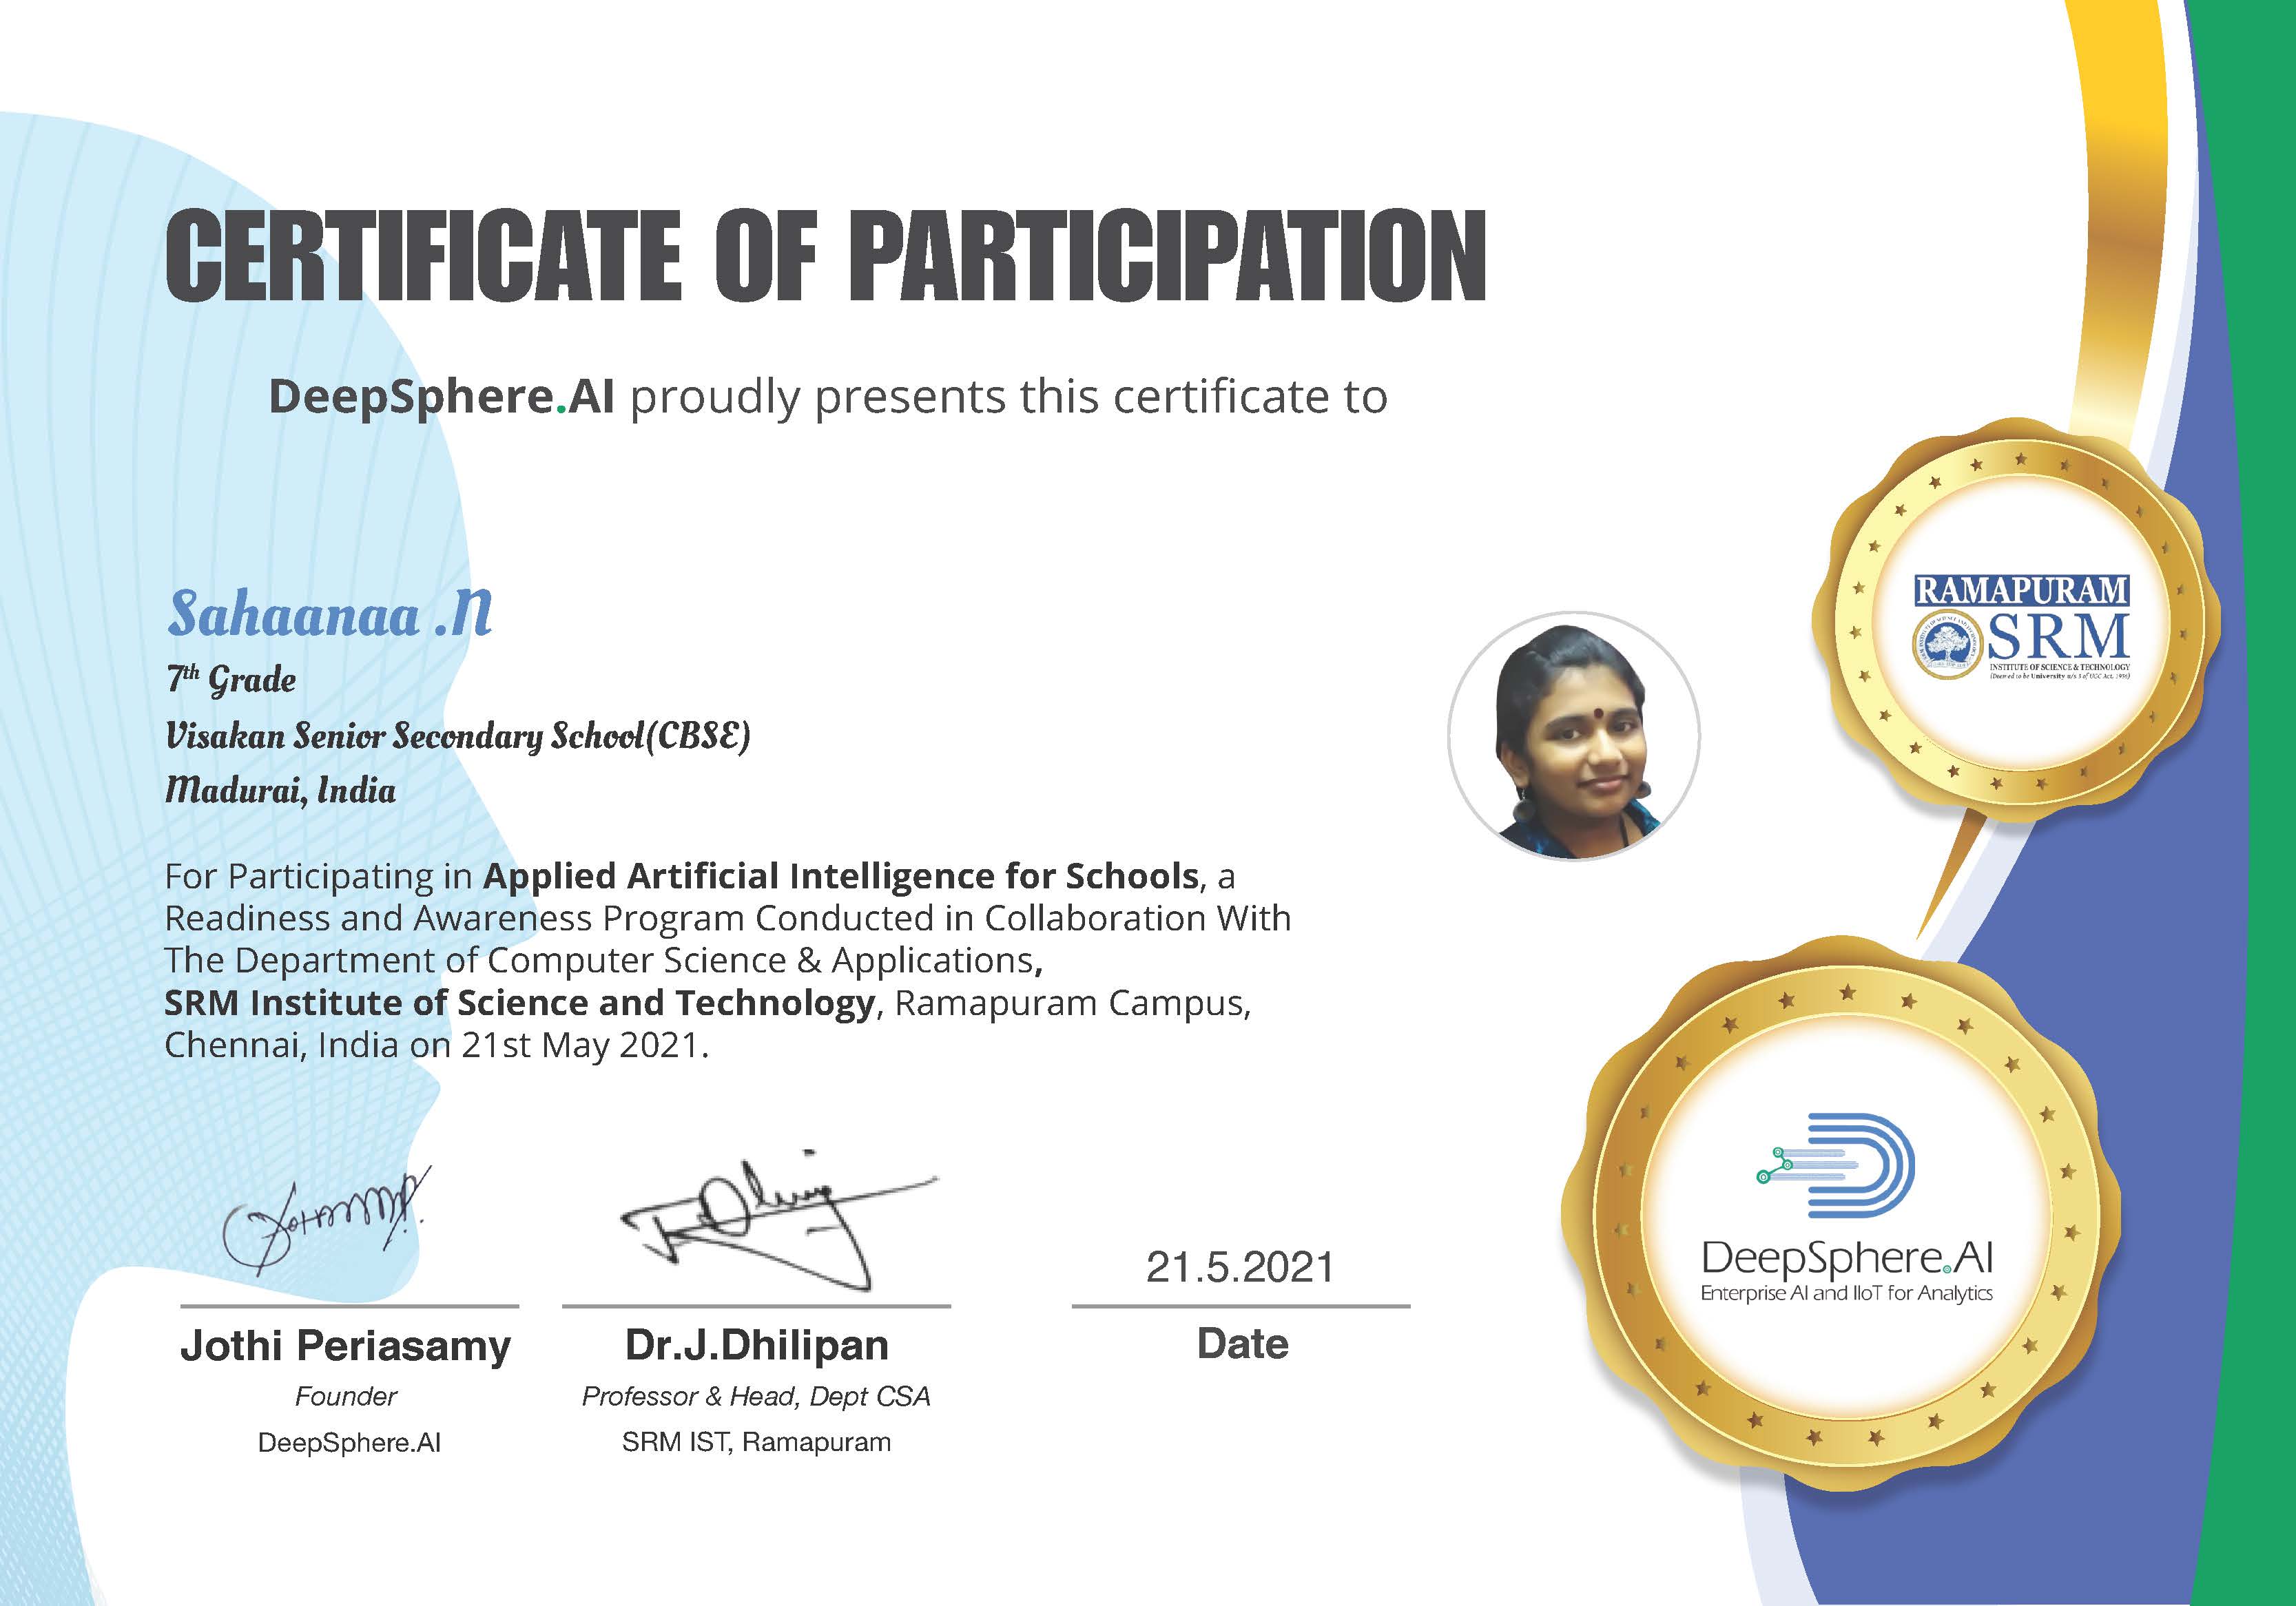 CERTIFICATE OF PARTICIPATION
DeepSphere.AI proudly presents this certificate to
Sahaanaa .N
7th Grade
Visakan Senior Secondary School(CBSE)
Madurai, India
For Participating in Applied Artificial Intelligence for Schools, a
Readiness and Awareness Program Conducted in Collaboration With
The Department of Computer Science & Applications,
SRM Institute of Science and Technology, Ramapuram Campus,
Chennai, India on 21st May 2021.
21.5.2021
Jothi Periasamy
Founder
DeepSphere.AI
Dr.J.Dhilipan
Professor & Head, Dept CSA
SRM IST, Ramapuram
Date
RAMAPURAM
SRM
INSTITUTE OF SCIENCE & TECHNOLOGY
(Deemed to be University u/s 3 of UGC Act, 1956)
DeepSphere.AI
Enterprise AI and IIoT for Analytics